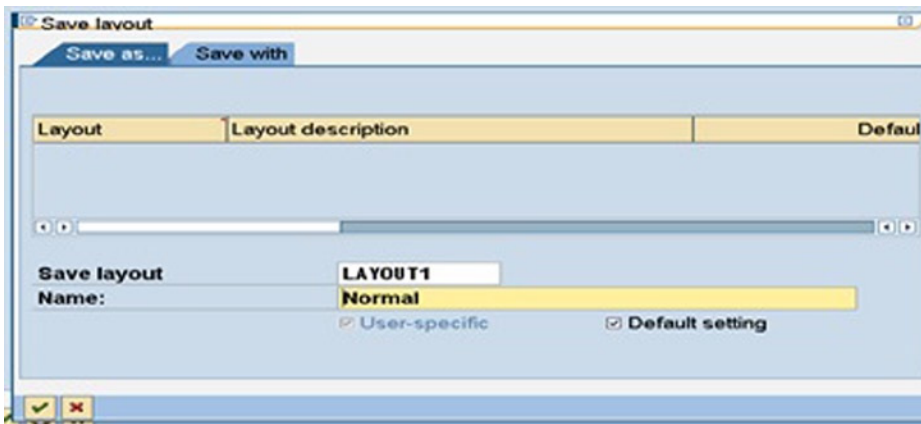 Save layout
Save as... Save with
Layout Layout description Defaul
Save layout LAYOUT1
Name: Normal
User-specific Default setting